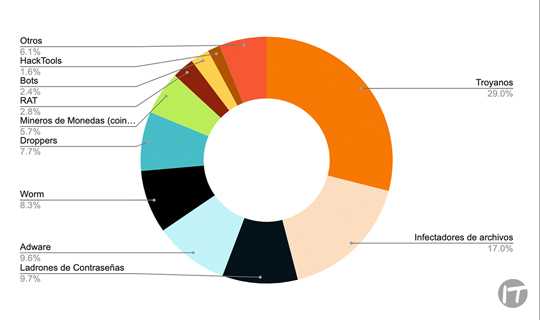 Otros
6.1%
HackTools
1.6%
Bots
2.4%
RAT
2.8%
Mineros de Monedas (coin…
5.7%
Droppers
7.7%
Worm
8.3%
Adware
9.6%
Ladrones de Contraseñas
9.7%
Troyanos
29.0%
Infectadores de archivos
17.0%
IT